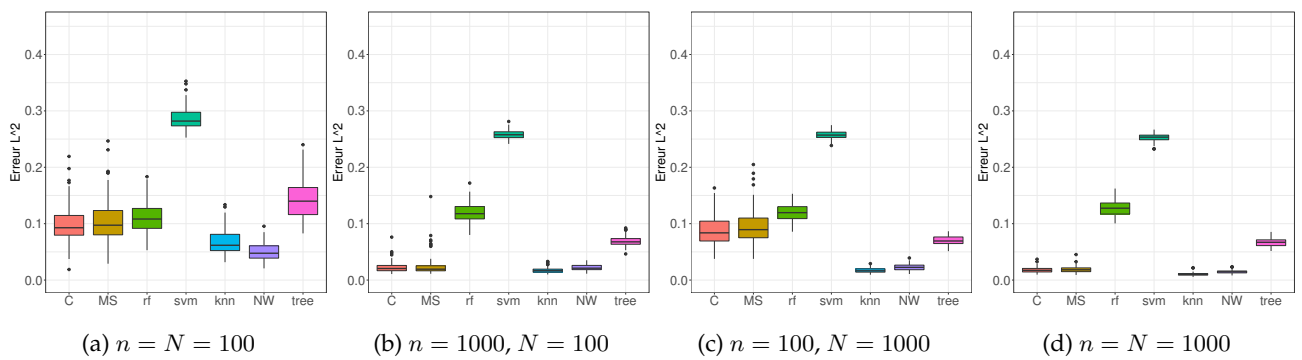 Erreur L^2
0.4
0.3
0.2
0.1
0.0
C MS rf svm knn NW tree
(a) n = N = 100
Erreur L^2
0.4
0.3
0.2
0.1
0.0
C MS rf svm knn NW tree
(b) n = 1000, N = 100
Erreur L^2
0.4
0.3
0.2
0.1
0.0
C MS rf svm knn NW tree
(c) n = 100, N = 1000
Erreur L^2
0.4
0.3
0.2
0.1
0.0
C MS rf svm knn NW tree
(d) n = N = 1000